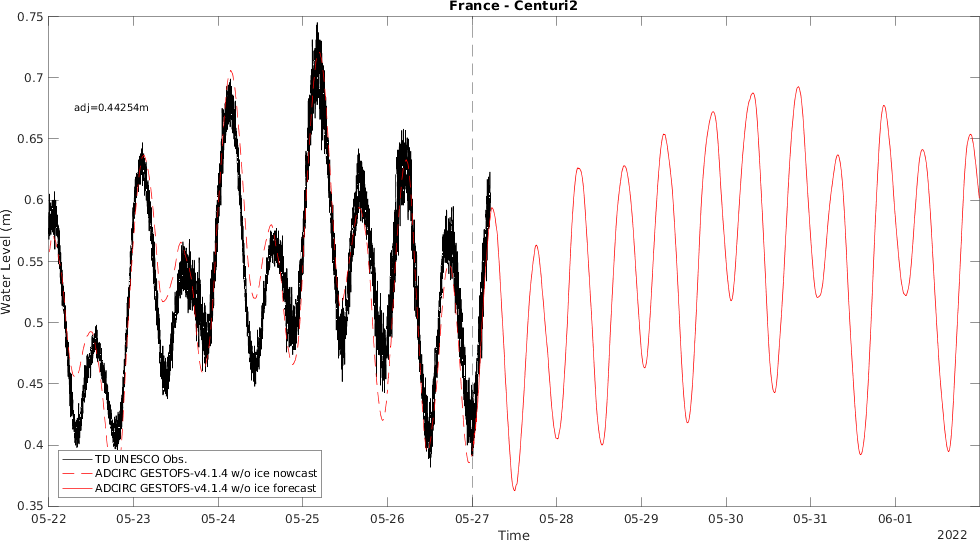 France - Centuri2
0.75
0.7
0.65
0.6
0.55
0.5
0.45
0.4
0.35
Water Level (m)
adj=0.44254m
TD UNESCO Obs.
ADCIRC GESTOFS-v4.1.4 w/o ice nowcast
ADCIRC GESTOFS-v4.1.4 w/o ice forecast
05-22 05-23 05-24 05-25 05-26 05-27 05-28 05-29 05-30 05-31 06-01
Time
2022